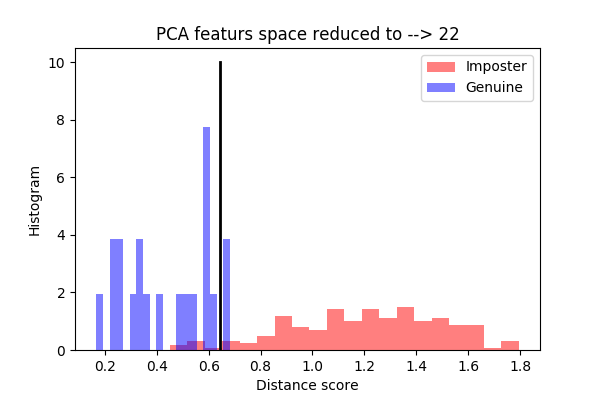 PCA featurs space reduced to --> 22
Imposter
Genuine
10
8
6
4
2
0
Histogram
0.2 0.4 0.6 0.8 1.0 1.2 1.4 1.6 1.8
Distance score